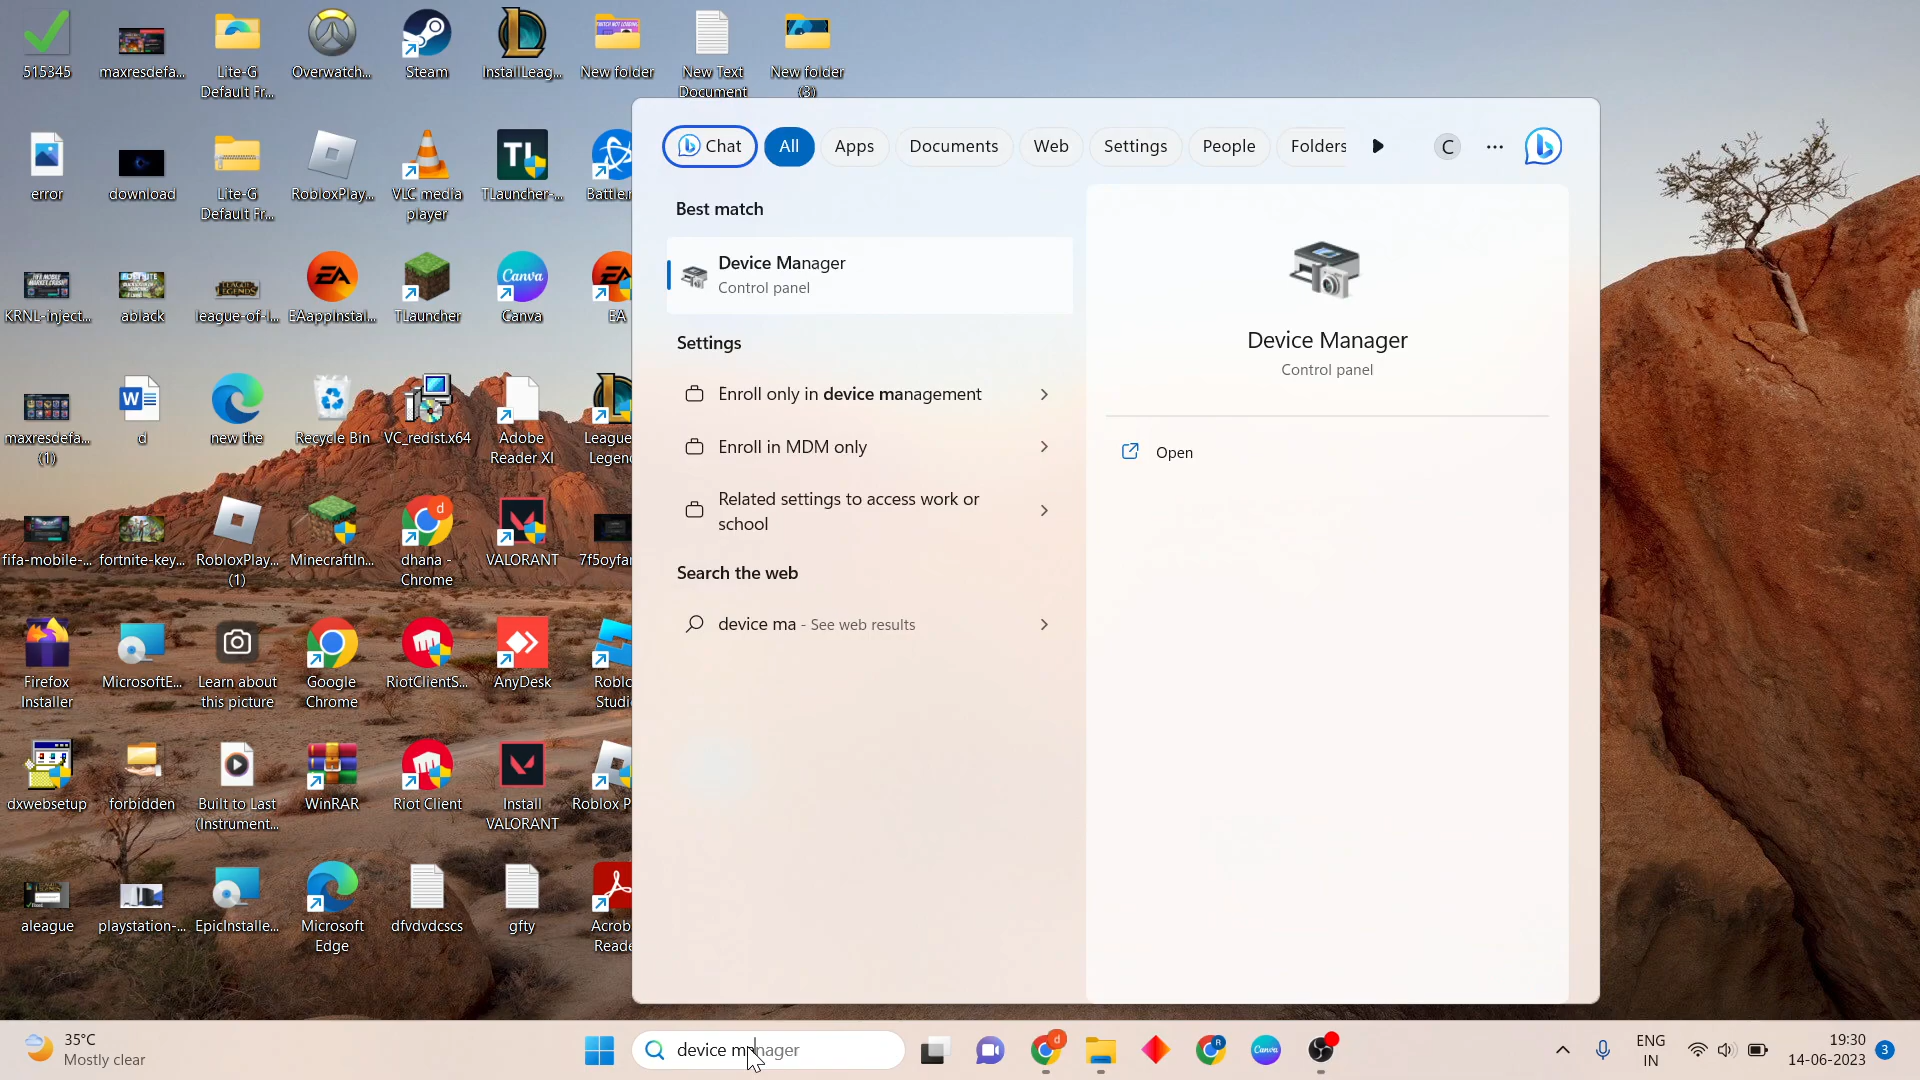 515345
maxresdefa...
Lite-G
Default Fr...
Overwatch...
Steam
InstallLeag...
New folder
New Text
Document
New folder
(3)
error
download
Lite-G
Default Fr...
RobloxPlay...
VLC media
player
TLauncher-...
Battle.n
KRNL-inject...
ablack
league-of-l...
EAappInstal...
TLauncher
Canva
EA
maxresdefa...
(1)
d
new the
Recycle Bin
VC_redist.x64
Adobe
Reader XI
League
Legend
fifa-mobile-...
fortnite-key...
RobloxPlay...
(1)
MinecraftIn...
dhana -
Chrome
VALORANT
7f5oyfan
Firefox
Installer
MicrosoftE...
Learn about
this picture
Google
Chrome
RiotClientS...
AnyDesk
Roblo
Studi
dxwebsetup
forbidden
Built to Last
(Instrument...
WinRAR
Riot Client
Install
VALORANT
Roblox P
aleague
playstation-...
EpicInstalle...
Microsoft
Edge
dfvdvdcscs
gfty
Acrob
Reade
Chat
All
Apps
Documents
Web
Settings
People
Folders
C
Best match
Device Manager
Control panel
Settings
Enroll only in device management
Enroll in MDM only
Related settings to access work or
school
Search the web
device ma - See web results
Device Manager
Control panel
Open
35°C
Mostly clear
device manager
ENG
IN
19:30
14-06-2023
3